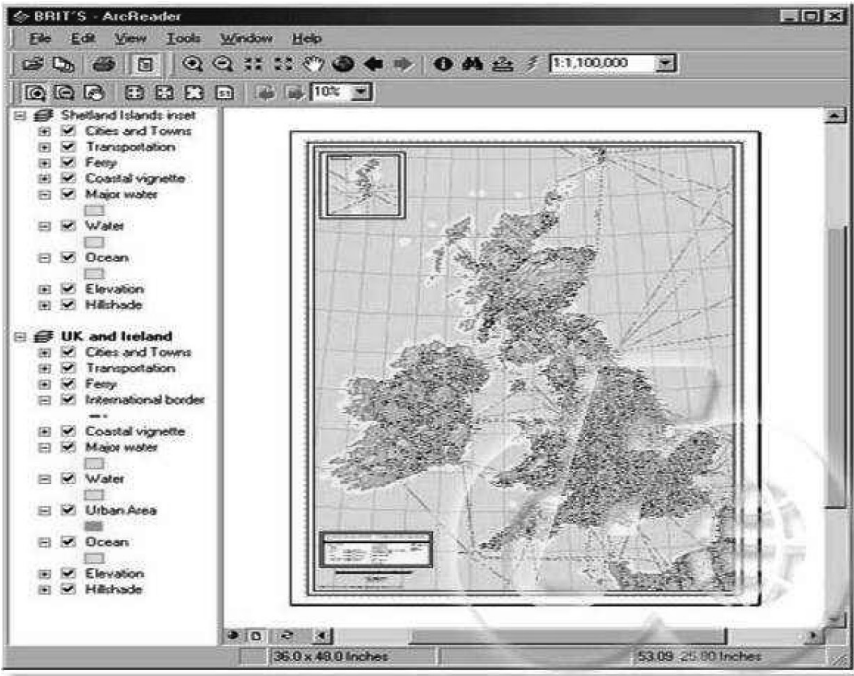 BRIT'S - ArcReader
File Edit View Tools Window Help
1:1,100,000
10%
Shetland Islands inset
Cities and Towns
Transportation
Ferry
Coastal vignette
Major water
Water
Ocean
Elevation
Hillshade
UK and Ireland
Cities and Towns
Transportation
Ferry
International border
Coastal vignette
Major water
Water
Urban Area
Ocean
Elevation
Hillshade
36.0 x 48.0 Inches 53.09 25.80 Inches